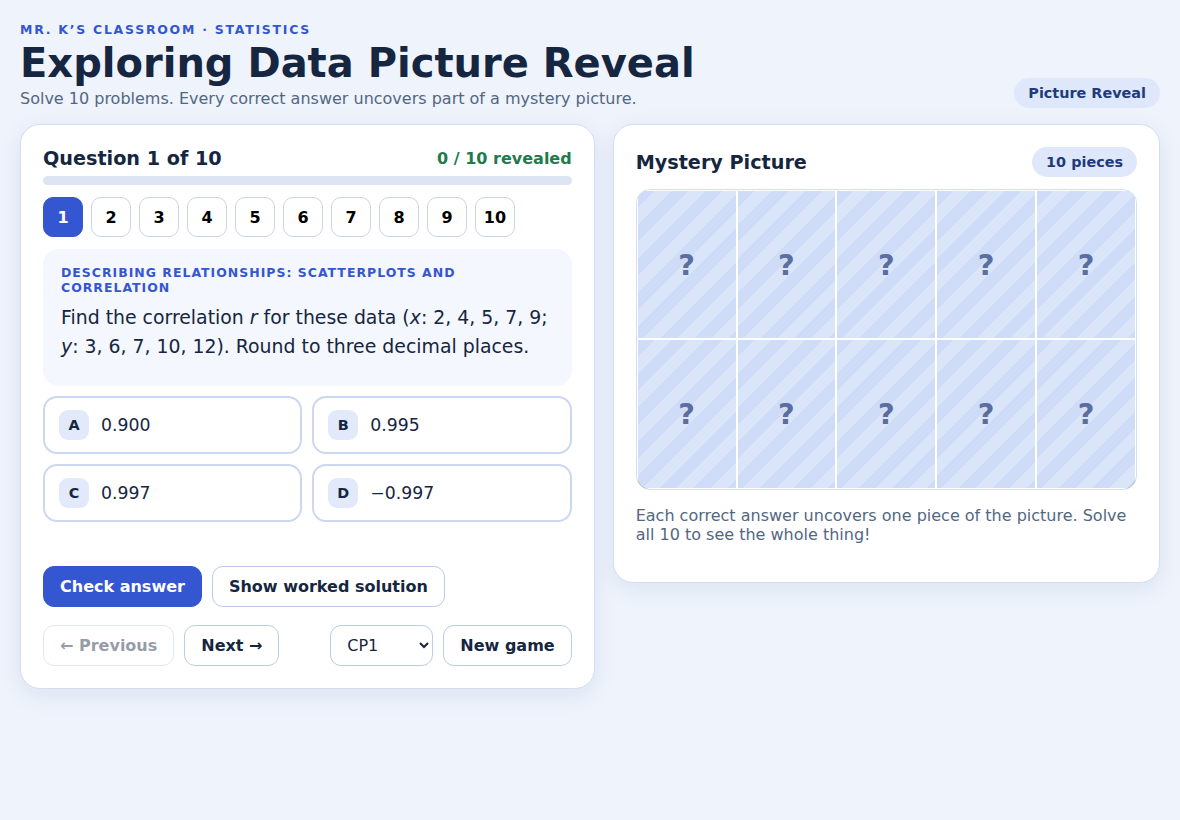 MR. K’S CLASSROOM · STATISTICS
Exploring Data Picture Reveal
Solve 10 problems. Every correct answer uncovers part of a mystery picture.
Picture Reveal
Question 1 of 10
0 / 10 revealed
1 2 3 4 5 6 7 8 9 10
DESCRIBING RELATIONSHIPS: SCATTERPLOTS AND
CORRELATION
Find the correlation r for these data (x: 2, 4, 5, 7, 9;
y: 3, 6, 7, 10, 12). Round to three decimal places.
A 0.900
B 0.995
C 0.997
D −0.997
Check answer
Show worked solution
← Previous
Next →
CP1
New game
Mystery Picture
10 pieces
? ? ? ? ?
? ? ? ? ?
Each correct answer uncovers one piece of the picture. Solve
all 10 to see the whole thing!